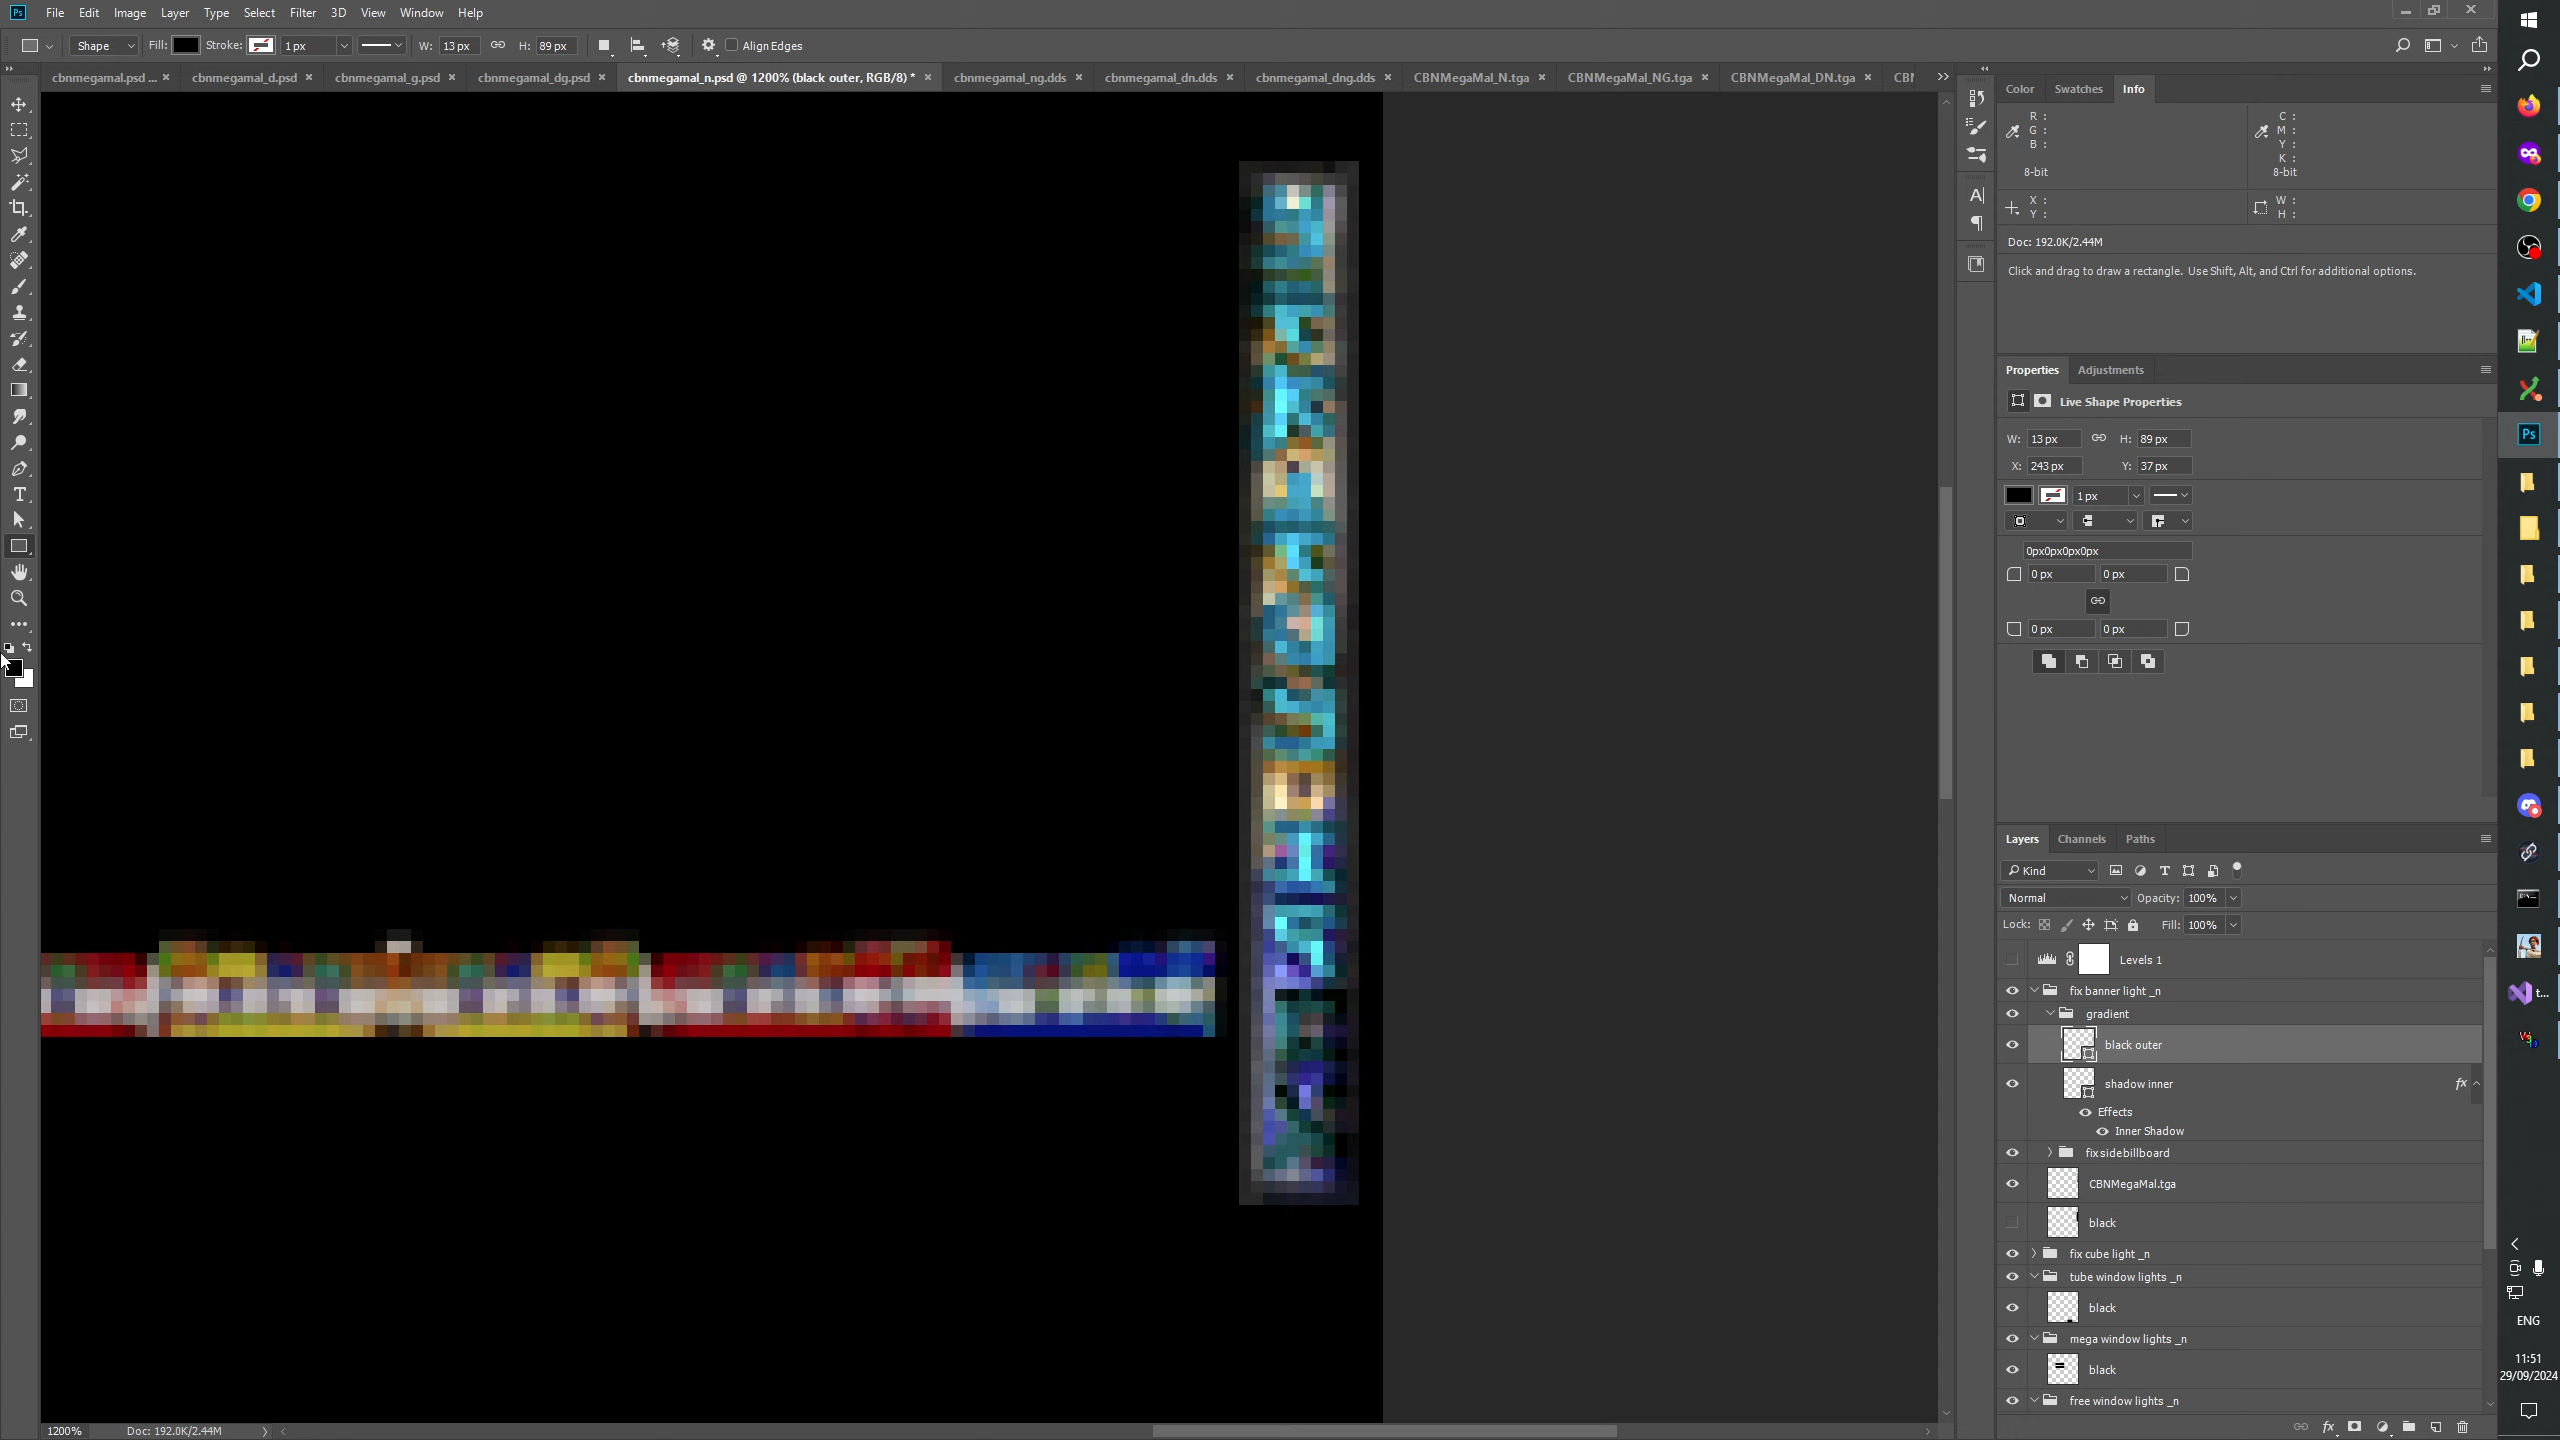 Ps File Edit Image Layer Type Select Filter 3D View Window Help
Shape Fill: Stroke: 1 px W: 13 px H: 89 px Align Edges
cbnmegamal.psd ... × cbnmegamal_d.psd × cbnmegamal_g.psd × cbnmegamal_dg.psd × cbnmegamal_n.psd @ 1200% (black outer, RGB/8) * × cbnmegamal_ng.dds × cbnmegamal_dn.dds × cbnmegamal_dng.dds × CBNMegaMal_N.tga × CBNMegaMal_NG.tga × CBNMegaMal_DN.tga × CBN
Color Swatches Info
R : C :
G : M :
B : Y :
K :
8-bit 8-bit
X : W :
Y : H :
Doc: 192.0K/2.44M
Click and drag to draw a rectangle. Use Shift, Alt, and Ctrl for additional options.
Properties Adjustments
Live Shape Properties
W: 13 px H: 89 px
X: 243 px Y: 37 px
1 px
0px0px0px0px
0 px 0 px
0 px 0 px
Layers Channels Paths
Kind
Normal Opacity: 100%
Lock: Fill: 100%
Levels 1
fix banner light _n
gradient
black outer
shadow inner fx
Effects
Inner Shadow
fix sidebillboard
CBNMegaMal.tga
black
fix cube light _n
tube window lights _n
black
mega window lights _n
black
free window lights _n
fx
1200% Doc: 192.0K/2.44M
Ps
t...
ENG
11:51
29/09/2024